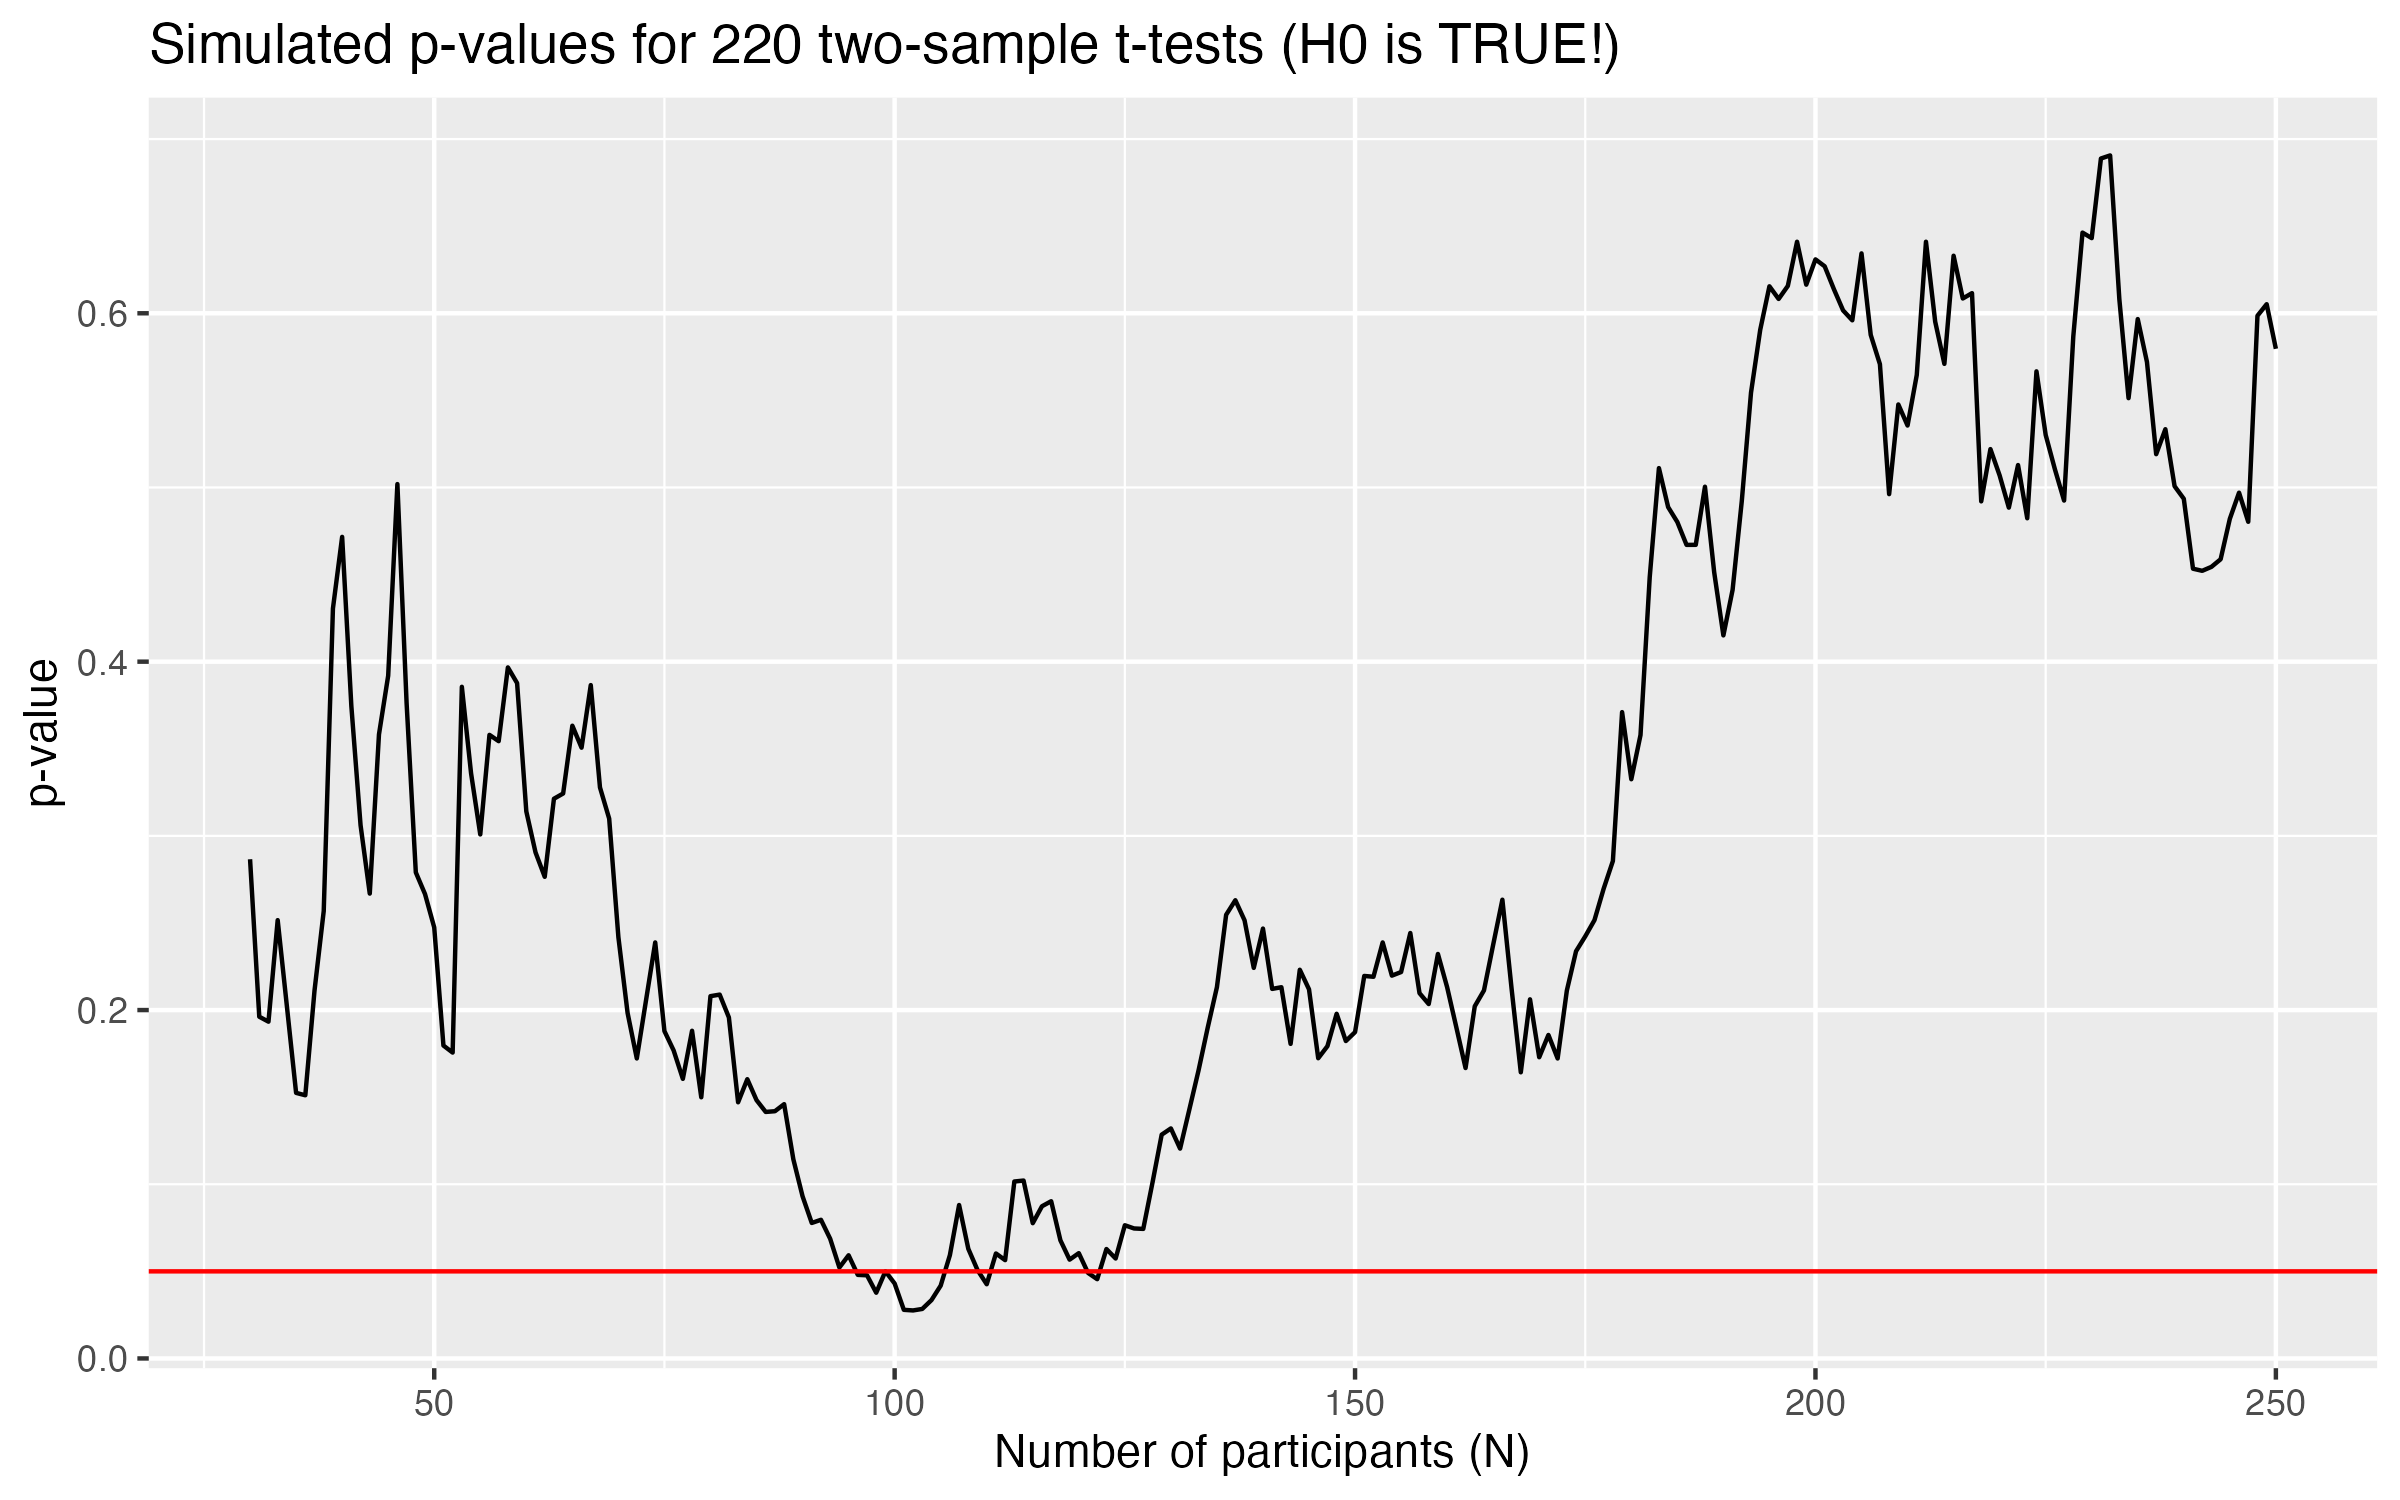 Simulated p-values for 220 two-sample t-tests (H0 is TRUE!)
p-value
0.6
0.4
0.2
0.0
50 100 150 200 250
Number of participants (N)